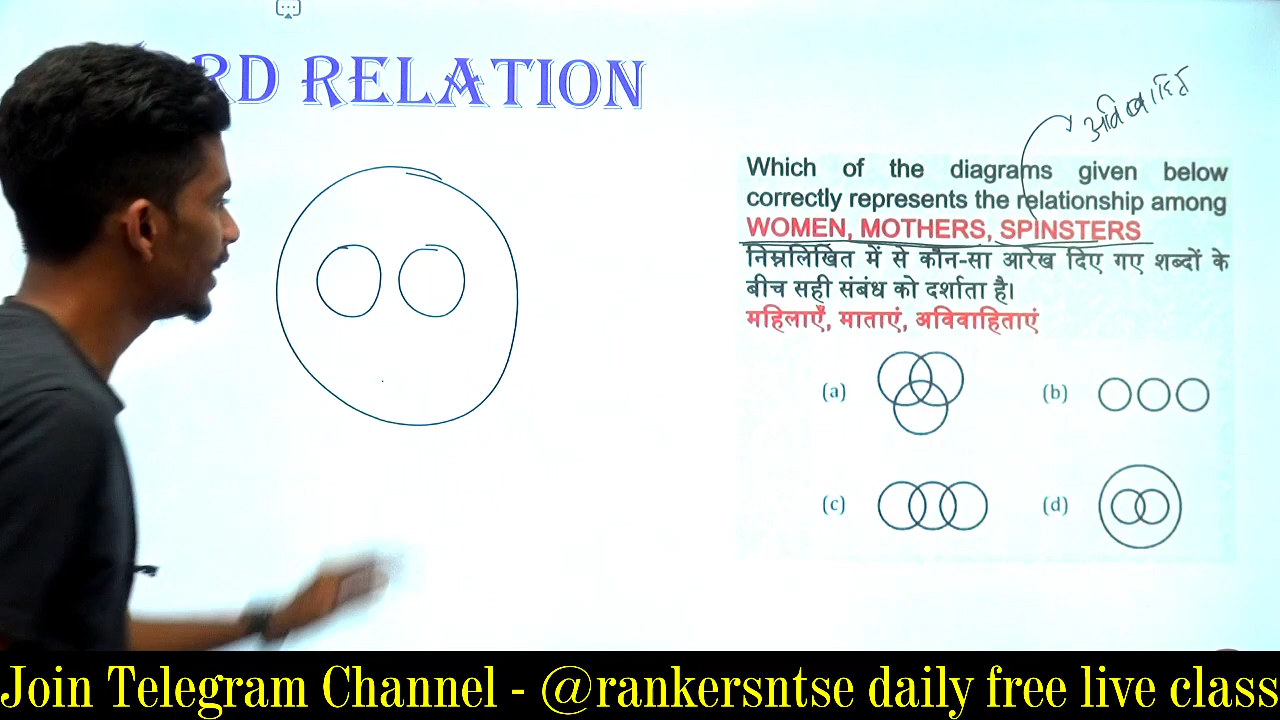 RD RELATION
अविवाहित
Which of the diagrams given below
correctly represents the relationship among
WOMEN, MOTHERS, SPINSTERS
निम्नलिखित में से कौन-सा आरेख दिए गए शब्दों के
बीच सही संबंध को दर्शाता है।
महिलाएँ, माताएं, अविवाहिताएं
(a)
(b)
(c)
(d)
Join Telegram Channel - @rankersntse daily free live class